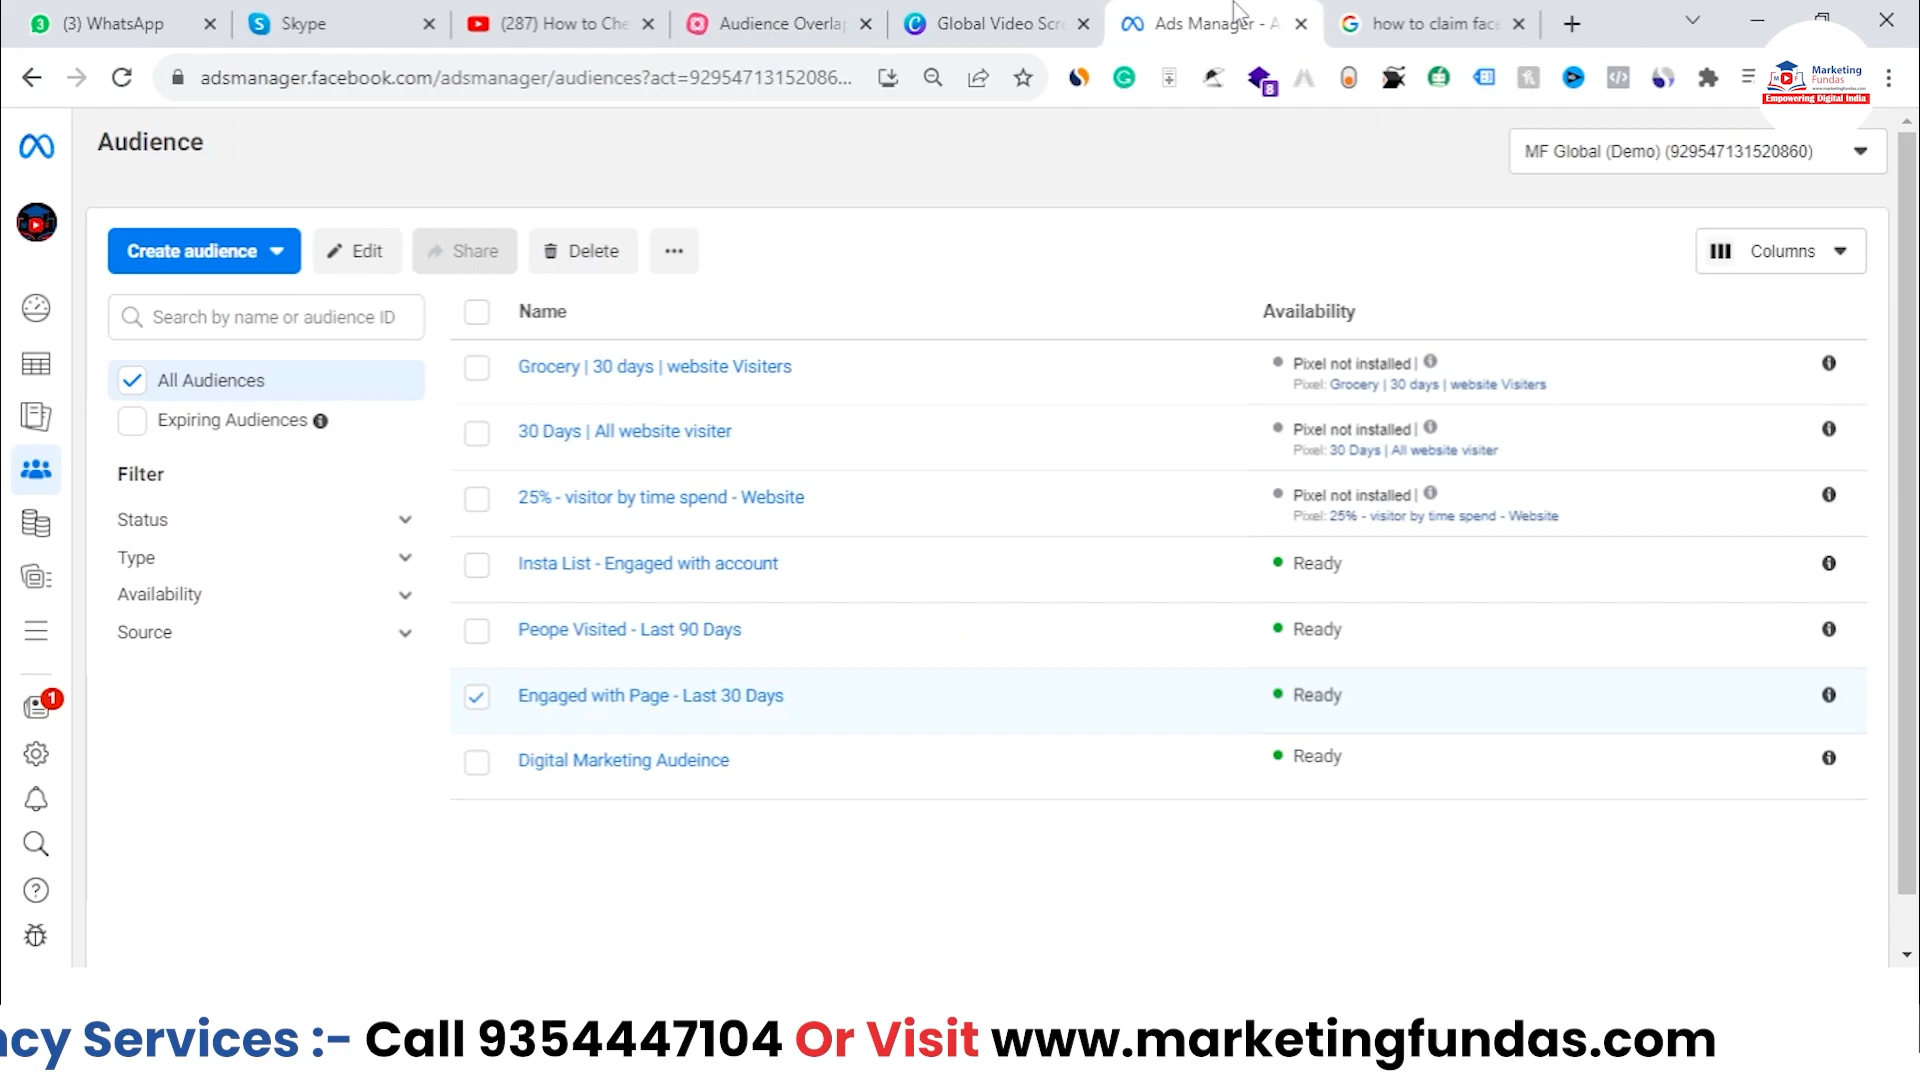 3
(3) WhatsApp
Skype
(287) How to Che
Audience Overla
Global Video Scre
Ads Manager - A
how to claim face
adsmanager.facebook.com/adsmanager/audiences?act=92954713152086...
8
Marketing
Fundas
Empowering Digital India
Audience
MF Global (Demo) (929547131520860)
Create audience
Edit
Share
Delete
Columns
Search by name or audience ID
Name
Availability
All Audiences
Expiring Audiences
Filter
Status
Type
Availability
Source
Grocery | 30 days | website Visiters
Pixel not installed |
Pixel: Grocery | 30 days | website Visiters
30 Days | All website visiter
Pixel not installed |
Pixel: 30 Days | All website visiter
25% - visitor by time spend - Website
Pixel not installed |
Pixel: 25% - visitor by time spend - Website
Insta List - Engaged with account
Ready
Peope Visited - Last 90 Days
Ready
Engaged with Page - Last 30 Days
Ready
Digital Marketing Audeince
Ready
1
ncy Services :- Call 9354447104 Or Visit www.marketingfundas.com